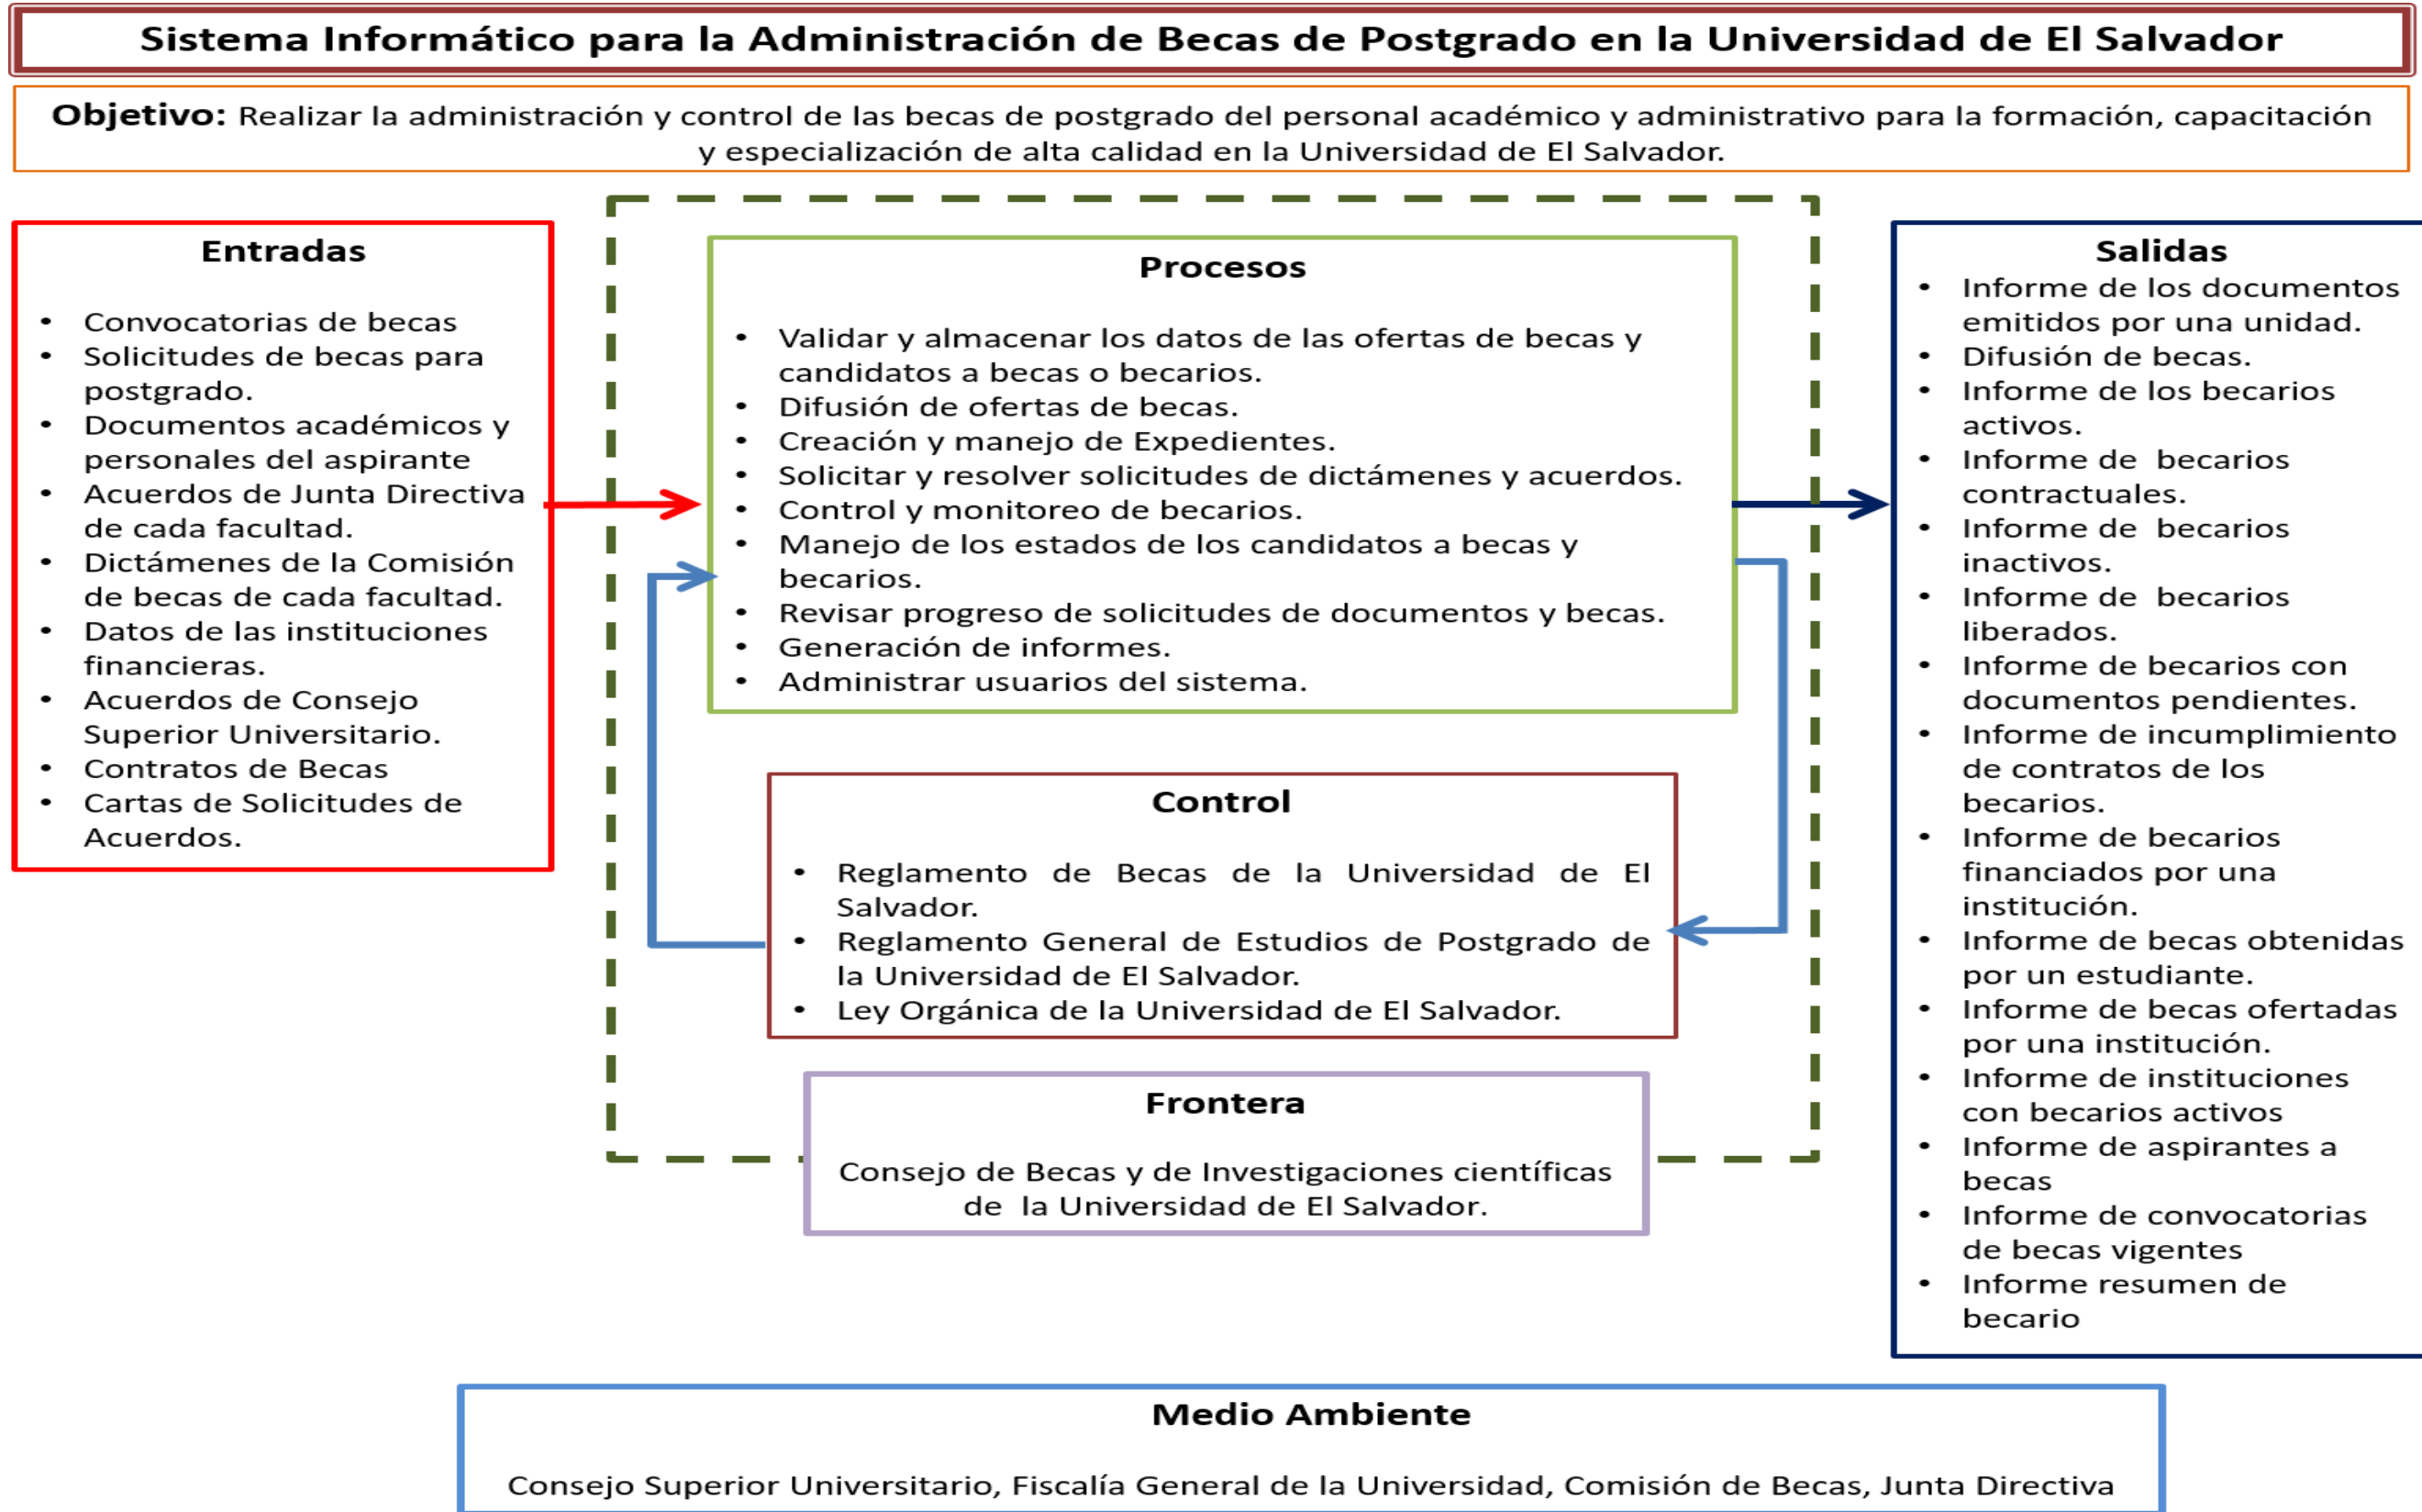 Sistema Informático para la Administración de Becas de Postgrado en la Universidad de El Salvador
Objetivo: Realizar la administración y control de las becas de postgrado del personal académico y administrativo para la formación, capacitación
y especialización de alta calidad en la Universidad de El Salvador.
Entradas
• Convocatorias de becas
• Solicitudes de becas para
postgrado.
• Documentos académicos y
personales del aspirante
• Acuerdos de Junta Directiva
de cada facultad.
• Dictámenes de la Comisión
de becas de cada facultad.
• Datos de las instituciones
financieras.
• Acuerdos de Consejo
Superior Universitario.
• Contratos de Becas
• Cartas de Solicitudes de
Acuerdos.
Procesos
• Validar y almacenar los datos de las ofertas de becas y
candidatos a becas o becarios.
• Difusión de ofertas de becas.
• Creación y manejo de Expedientes.
• Solicitar y resolver solicitudes de dictámenes y acuerdos.
• Control y monitoreo de becarios.
• Manejo de los estados de los candidatos a becas y
becarios.
• Revisar progreso de solicitudes de documentos y becas.
• Generación de informes.
• Administrar usuarios del sistema.
Control
• Reglamento de Becas de la Universidad de El
Salvador.
• Reglamento General de Estudios de Postgrado de
la Universidad de El Salvador.
• Ley Orgánica de la Universidad de El Salvador.
Frontera
Consejo de Becas y de Investigaciones científicas
de la Universidad de El Salvador.
Salidas
• Informe de los documentos
emitidos por una unidad.
• Difusión de becas.
• Informe de los becarios
activos.
• Informe de becarios
contractuales.
• Informe de becarios
inactivos.
• Informe de becarios
liberados.
• Informe de becarios con
documentos pendientes.
• Informe de incumplimiento
de contratos de los
becarios.
• Informe de becarios
financiados por una
institución.
• Informe de becas obtenidas
por un estudiante.
• Informe de becas ofertadas
por una institución.
• Informe de instituciones
con becarios activos
• Informe de aspirantes a
becas
• Informe de convocatorias
de becas vigentes
• Informe resumen de
becario
Medio Ambiente
Consejo Superior Universitario, Fiscalía General de la Universidad, Comisión de Becas, Junta Directiva